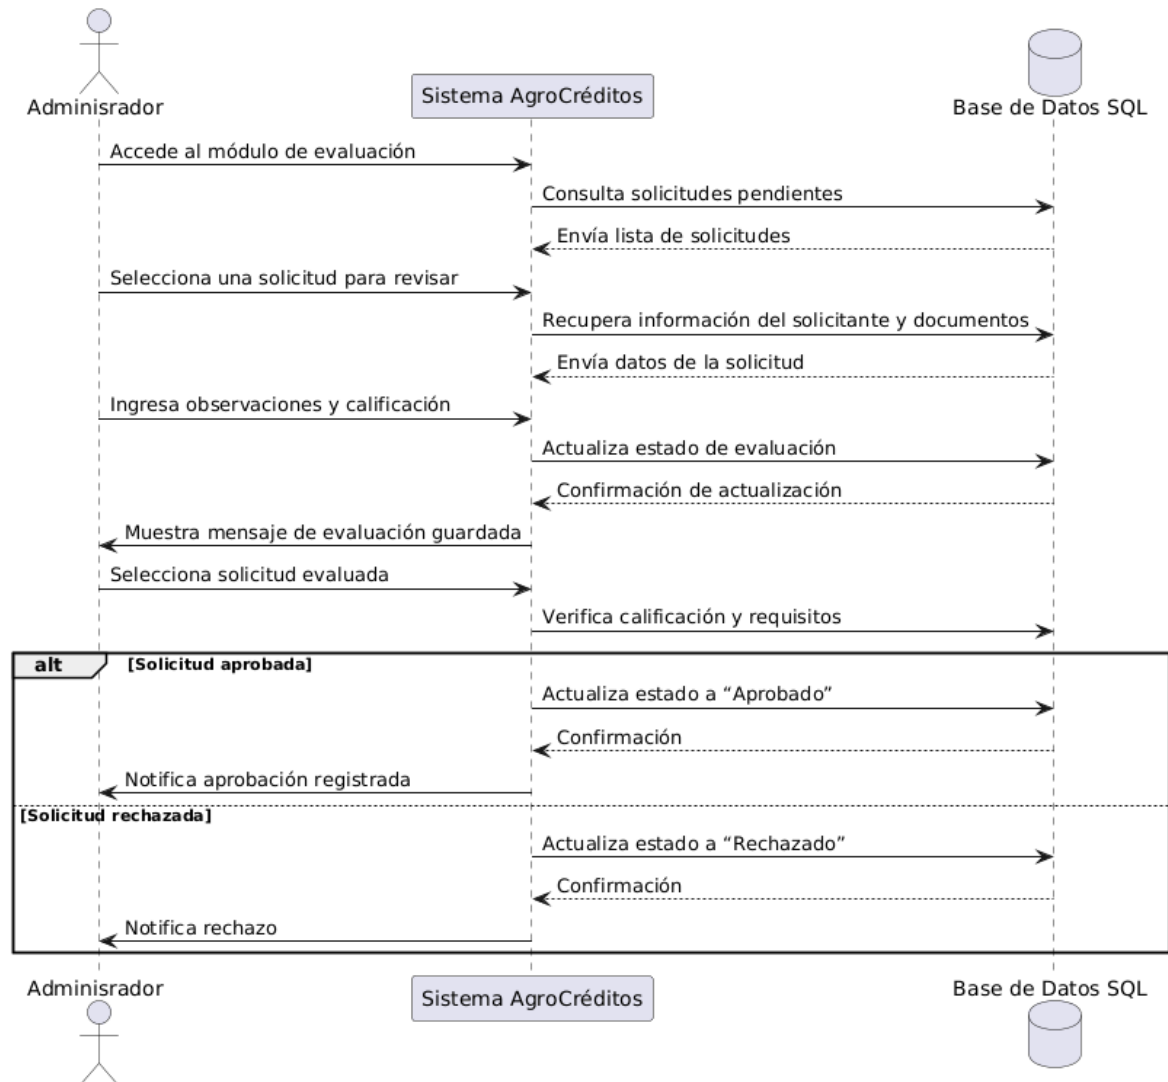 Adminisrador
Sistema AgroCréditos
Base de Datos SQL
Accede al módulo de evaluación
Consulta solicitudes pendientes
Envía lista de solicitudes
Selecciona una solicitud para revisar
Recupera información del solicitante y documentos
Envía datos de la solicitud
Ingresa observaciones y calificación
Actualiza estado de evaluación
Confirmación de actualización
Muestra mensaje de evaluación guardada
Selecciona solicitud evaluada
Verifica calificación y requisitos
alt [Solicitud aprobada]
Actualiza estado a “Aprobado”
Confirmación
Notifica aprobación registrada
[Solicitud rechazada]
Actualiza estado a “Rechazado”
Confirmación
Notifica rechazo
Adminisrador
Sistema AgroCréditos
Base de Datos SQL